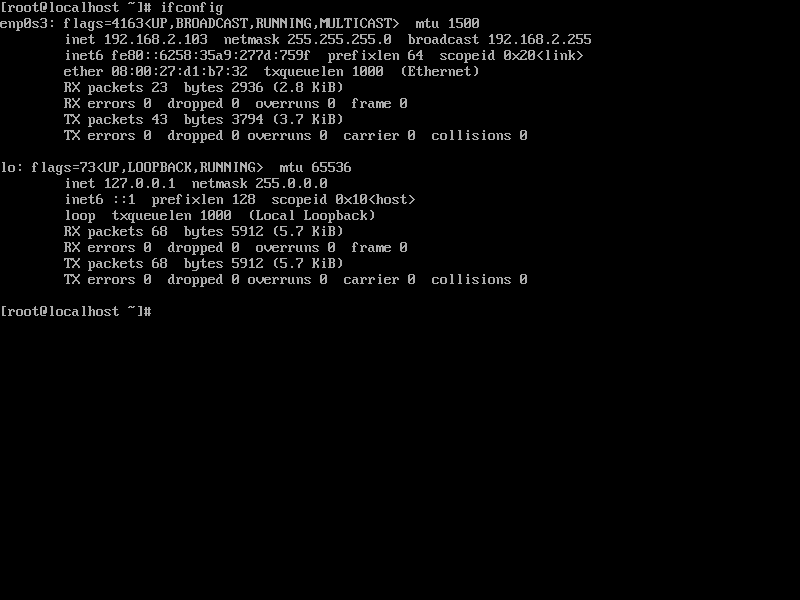 [root@localhost ~]# ifconfig
enp0s3: flags=4163<UP,BROADCAST,RUNNING,MULTICAST>  mtu 1500
        inet 192.168.2.103  netmask 255.255.255.0  broadcast 192.168.2.255
        inet6 fe80::6258:35a9:277d:759f  prefixlen 64  scopeid 0x20<link>
        ether 08:00:27:d1:b7:32  txqueuelen 1000  (Ethernet)
        RX packets 23  bytes 2936 (2.8 KiB)
        RX errors 0  dropped 0  overruns 0  frame 0
        TX packets 43  bytes 3794 (3.7 KiB)
        TX errors 0  dropped 0 overruns 0  carrier 0  collisions 0

lo: flags=73<UP,LOOPBACK,RUNNING>  mtu 65536
        inet 127.0.0.1  netmask 255.0.0.0
        inet6 ::1  prefixlen 128  scopeid 0x10<host>
        loop  txqueuelen 1000  (Local Loopback)
        RX packets 68  bytes 5912 (5.7 KiB)
        RX errors 0  dropped 0  overruns 0  frame 0
        TX packets 68  bytes 5912 (5.7 KiB)
        TX errors 0  dropped 0 overruns 0  carrier 0  collisions 0

[root@localhost ~]#